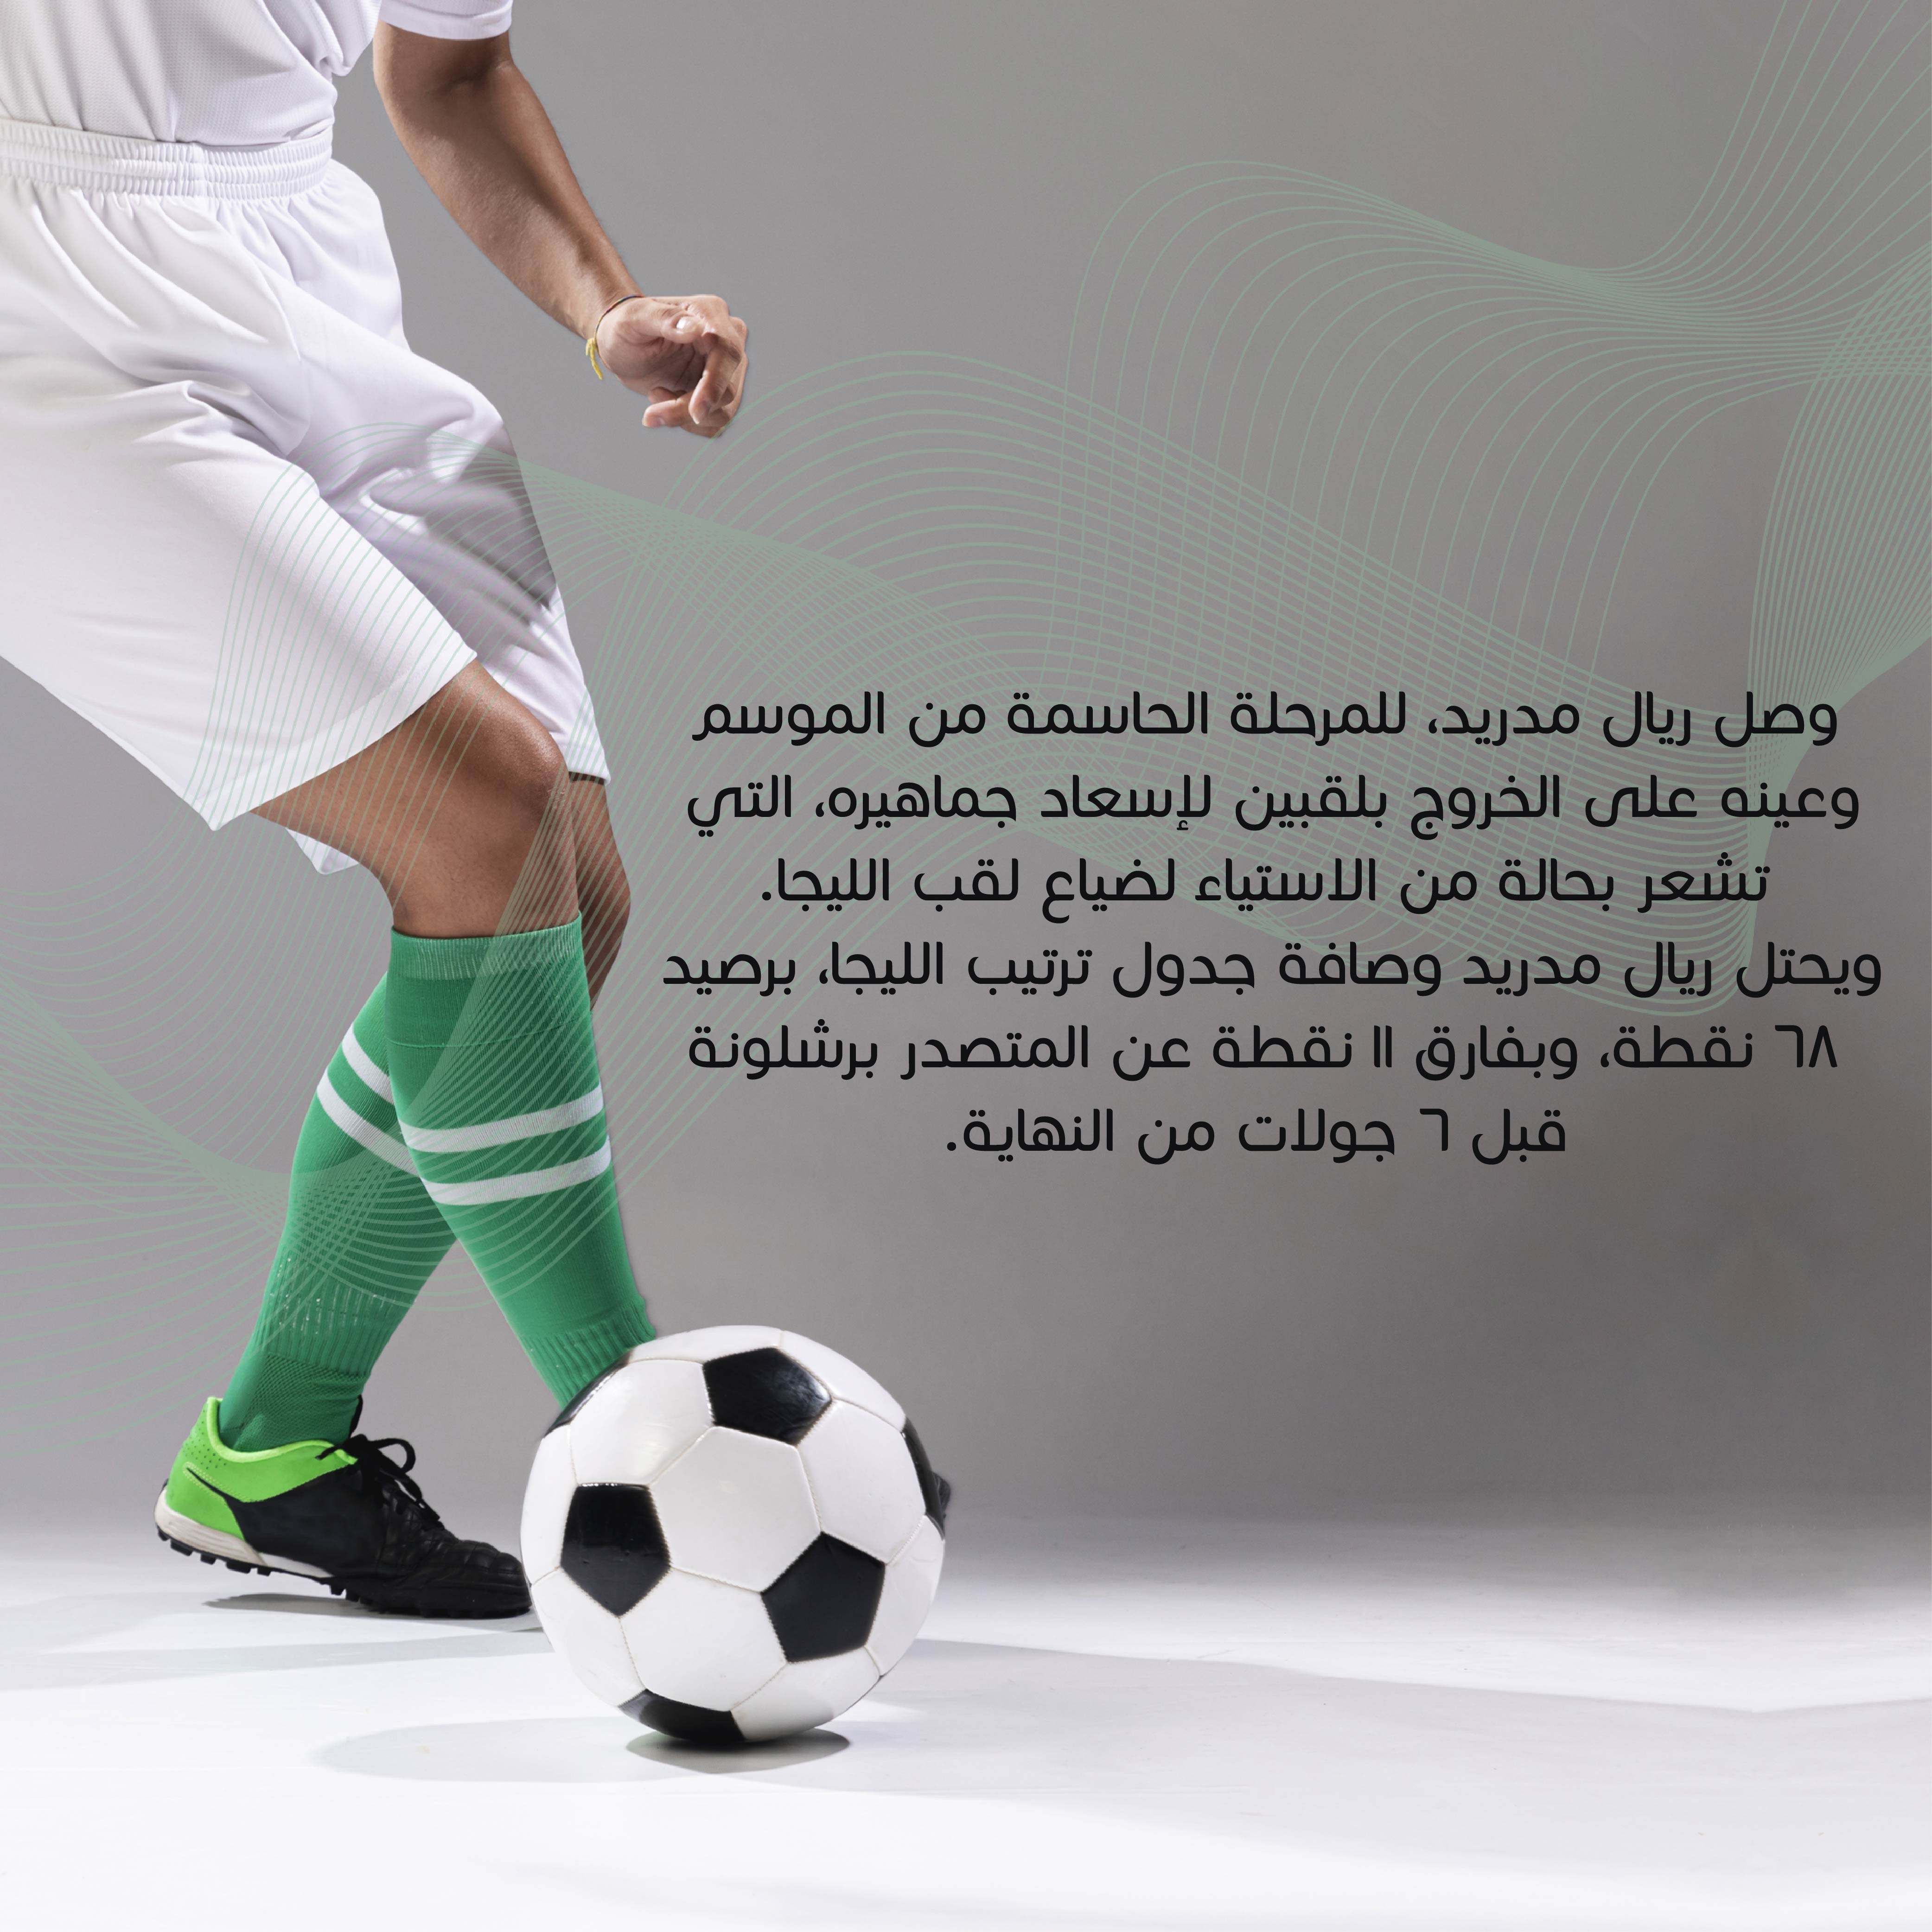 وصل ريال مدريد، للمرحلة الحاسمة من الموسم
وعينه على الخروج بلقبين لإسعاد جماهيره، التي
تشعر بحالة من الاستياء لضياع لقب الليجا.
ويحتل ريال مدريد وصافة جدول ترتيب الليجا، برصيد
٦٨ نقطة، وبفارق ١١ نقطة عن المتصدر برشلونة
قبل ٦ جولات من النهاية.